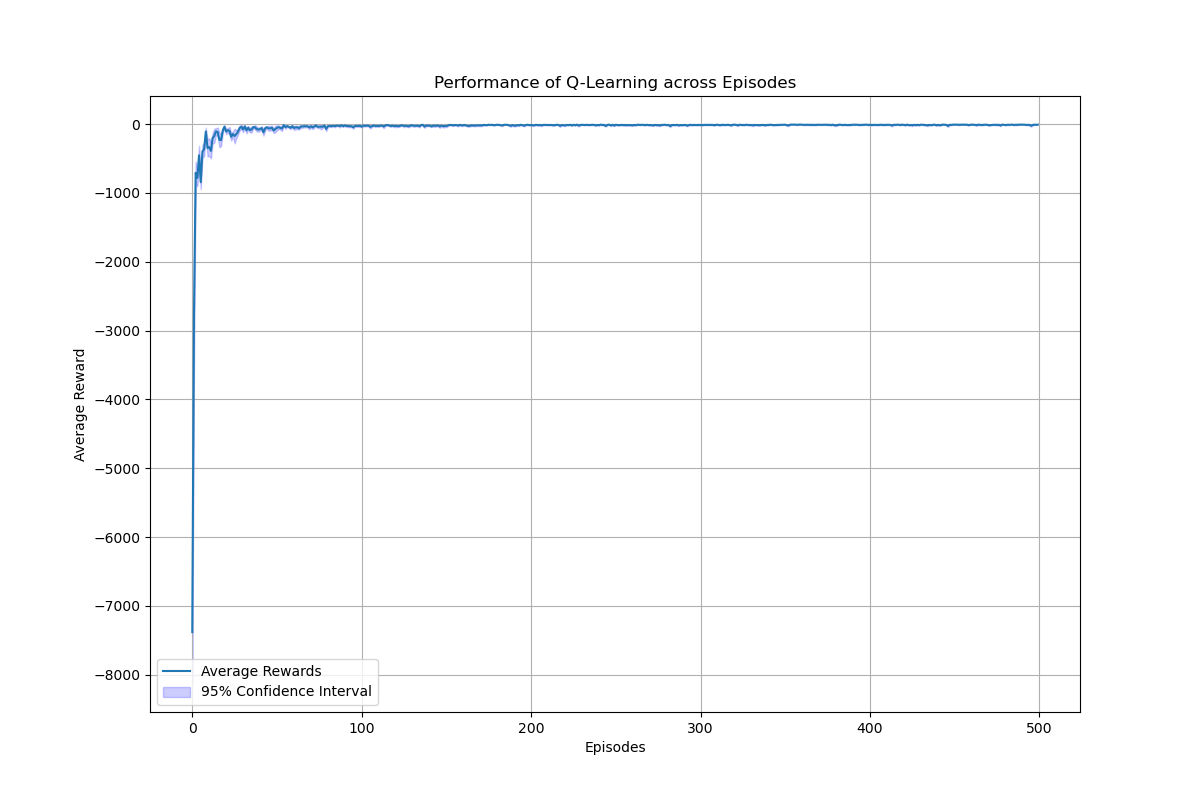 Performance of Q-Learning across Episodes
Average Reward
0
−1000
−2000
−3000
−4000
−5000
−6000
−7000
−8000
Average Rewards
95% Confidence Interval
0 100 200 300 400 500
Episodes